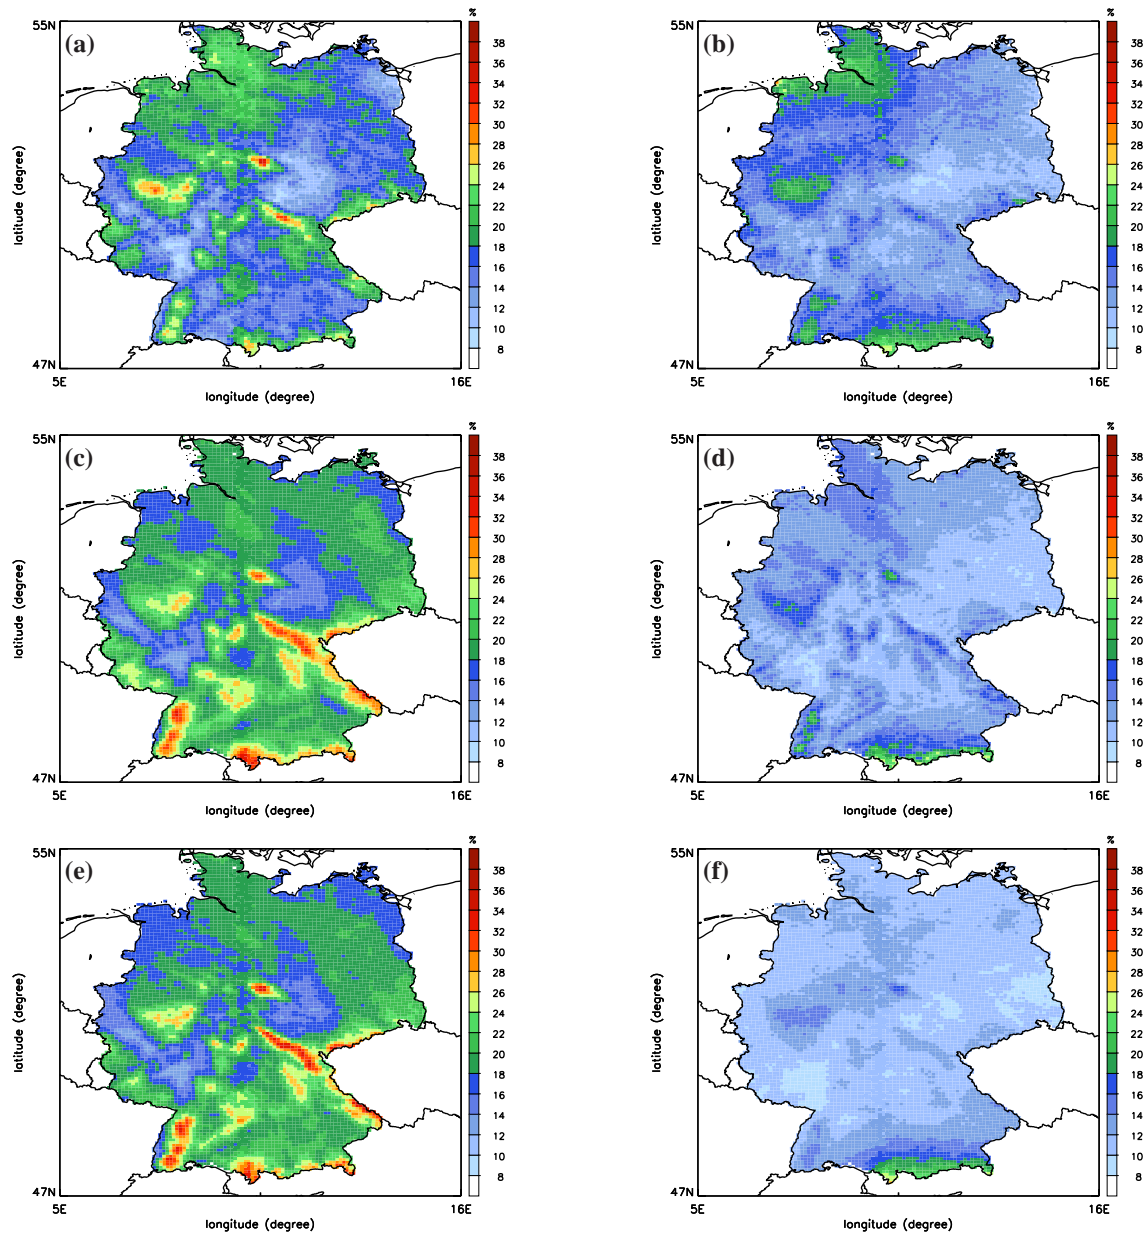 % %
55N (a) 38 36 34 32 30 28 26 24 22 20 18 16 14 12 10 8
latitude (degree)
47N
5E 16E
longitude (degree)
55N (b) 38 36 34 32 30 28 26 24 22 20 18 16 14 12 10 8
latitude (degree)
47N
5E 16E
longitude (degree)
% %
55N (c) 38 36 34 32 30 28 26 24 22 20 18 16 14 12 10 8
latitude (degree)
47N
5E 16E
longitude (degree)
55N (d) 38 36 34 32 30 28 26 24 22 20 18 16 14 12 10 8
latitude (degree)
47N
5E 16E
longitude (degree)
% %
55N (e) 38 36 34 32 30 28 26 24 22 20 18 16 14 12 10 8
latitude (degree)
47N
5E 16E
longitude (degree)
55N (f) 38 36 34 32 30 28 26 24 22 20 18 16 14 12 10 8
latitude (degree)
47N
5E 16E
longitude (degree)